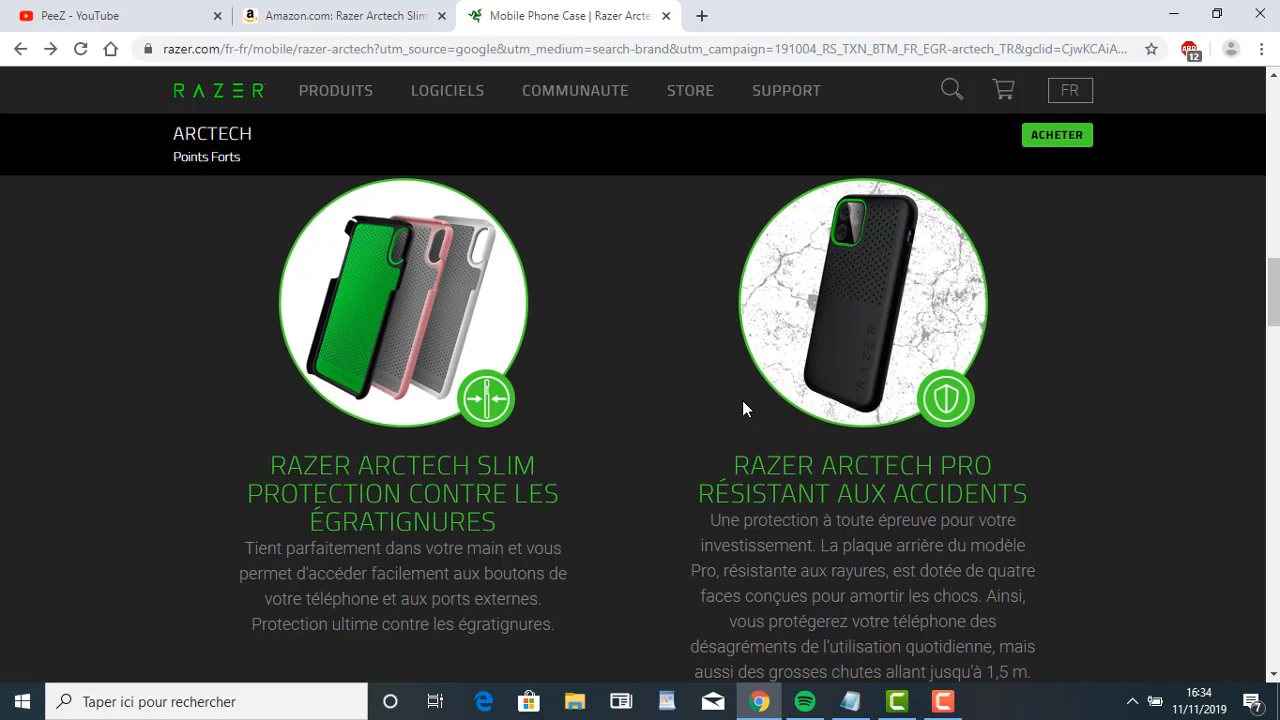 PeeZ - YouTube
Amazon.com: Razer Arctech Slim
Mobile Phone Case | Razer Arcte
razer.com/fr-fr/mobile/razer-arctech?utm_source=google&utm_medium=search-brand&utm_campaign=191004_RS_TXN_BTM_FR_EGR-arctech_TR&gclid=CjwKCAiA...
12
RAZER
PRODUITS
LOGICIELS
COMMUNAUTE
STORE
SUPPORT
FR
ARCTECH
Points Forts
ACHETER
RAZER
RAZER ARCTECH SLIM
PROTECTION CONTRE LES
ÉGRATIGNURES
Tient parfaitement dans votre main et vous
permet d'accéder facilement aux boutons de
votre téléphone et aux ports externes.
Protection ultime contre les égratignures.
RAZER ARCTECH PRO
RÉSISTANT AUX ACCIDENTS
Une protection à toute épreuve pour votre
investissement. La plaque arrière du modèle
Pro, résistante aux rayures, est dotée de quatre
faces conçues pour amortir les chocs. Ainsi,
vous protégerez votre téléphone des
désagréments de l'utilisation quotidienne, mais
aussi des grosses chutes allant jusqu'à 1,5 m.
Taper ici pour rechercher
16:34
11/11/2019
7